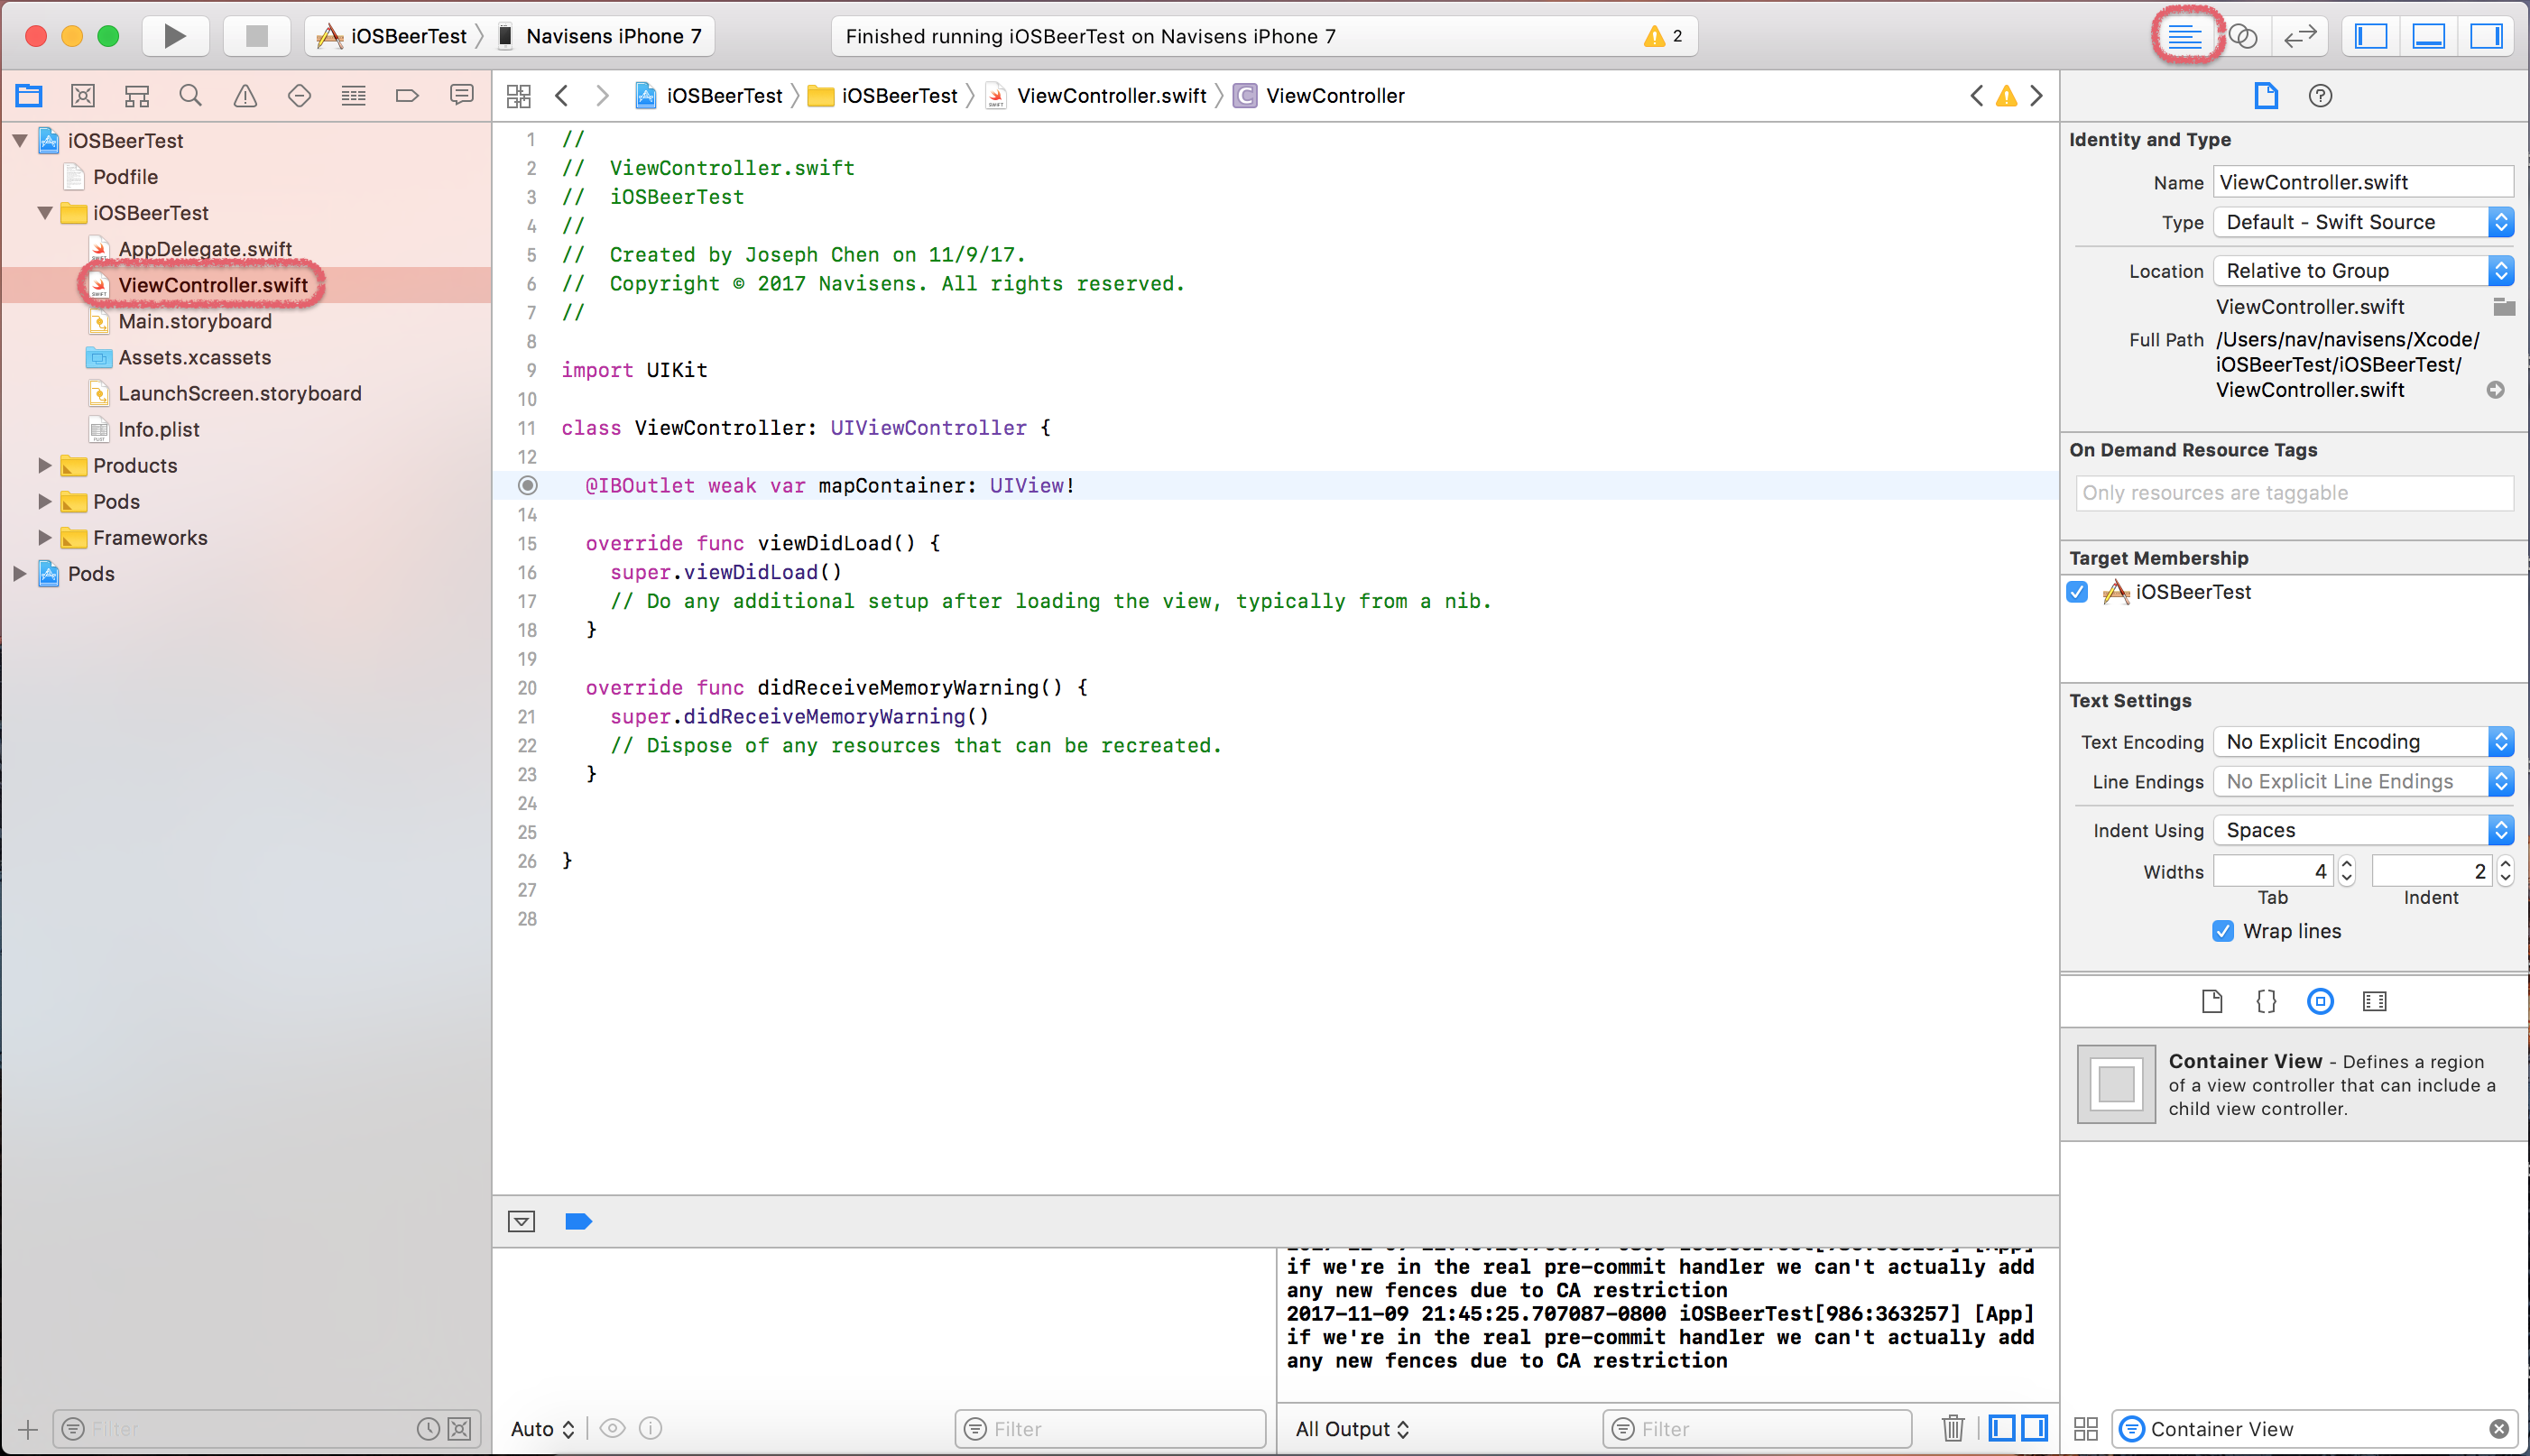 iOSBeerTest Navisens iPhone 7
Finished running iOSBeerTest on Navisens iPhone 7
2
iOSBeerTest
Podfile
iOSBeerTest
AppDelegate.swift
ViewController.swift
Main.storyboard
Assets.xcassets
LaunchScreen.storyboard
Info.plist
Products
Pods
Frameworks
Pods
Filter
iOSBeerTest iOSBeerTest ViewController.swift C ViewController
1 //
2 // ViewController.swift
3 // iOSBeerTest
4 //
5 // Created by Joseph Chen on 11/9/17.
6 // Copyright © 2017 Navisens. All rights reserved.
7 //
8
9 import UIKit
10
11 class ViewController: UIViewController {
12
@IBOutlet weak var mapContainer: UIView!
14
15 override func viewDidLoad() {
16 super.viewDidLoad()
17 // Do any additional setup after loading the view, typically from a nib.
18 }
19
20 override func didReceiveMemoryWarning() {
21 super.didReceiveMemoryWarning()
22 // Dispose of any resources that can be recreated.
23 }
24
25
26 }
27
28
Auto
Filter
if we're in the real pre-commit handler we can't actually add
any new fences due to CA restriction
2017-11-09 21:45:25.707087-0800 iOSBeerTest[986:363257] [App]
if we're in the real pre-commit handler we can't actually add
any new fences due to CA restriction
All Output
Filter
Identity and Type
Name ViewController.swift
Type Default - Swift Source
Location Relative to Group
ViewController.swift
Full Path /Users/nav/navisens/Xcode/
iOSBeerTest/iOSBeerTest/
ViewController.swift
On Demand Resource Tags
Only resources are taggable
Target Membership
iOSBeerTest
Text Settings
Text Encoding No Explicit Encoding
Line Endings No Explicit Line Endings
Indent Using Spaces
Widths 4 2
Tab Indent
Wrap lines
{}
Container View - Defines a region
of a view controller that can include a
child view controller.
Container View